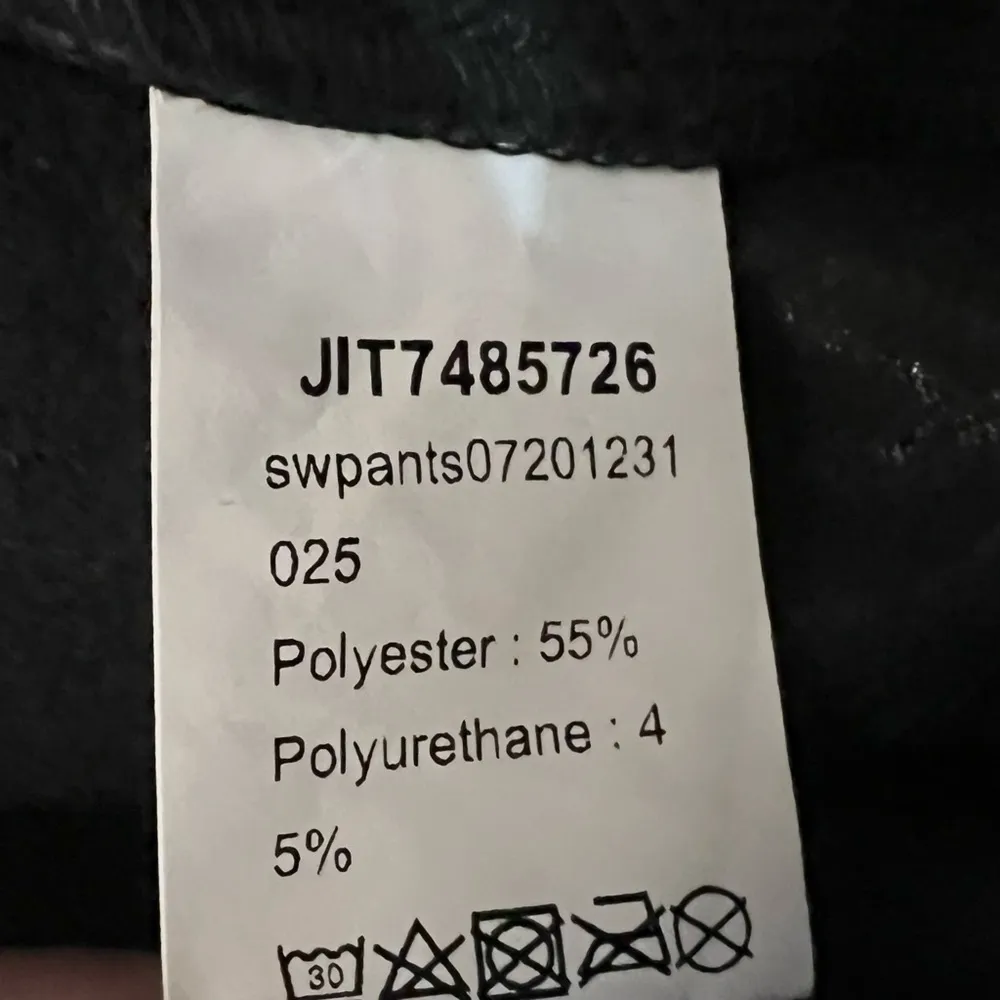 JIT7485726
swpants07201231
025
Polyester : 55%
Polyurethane : 4
5%
30